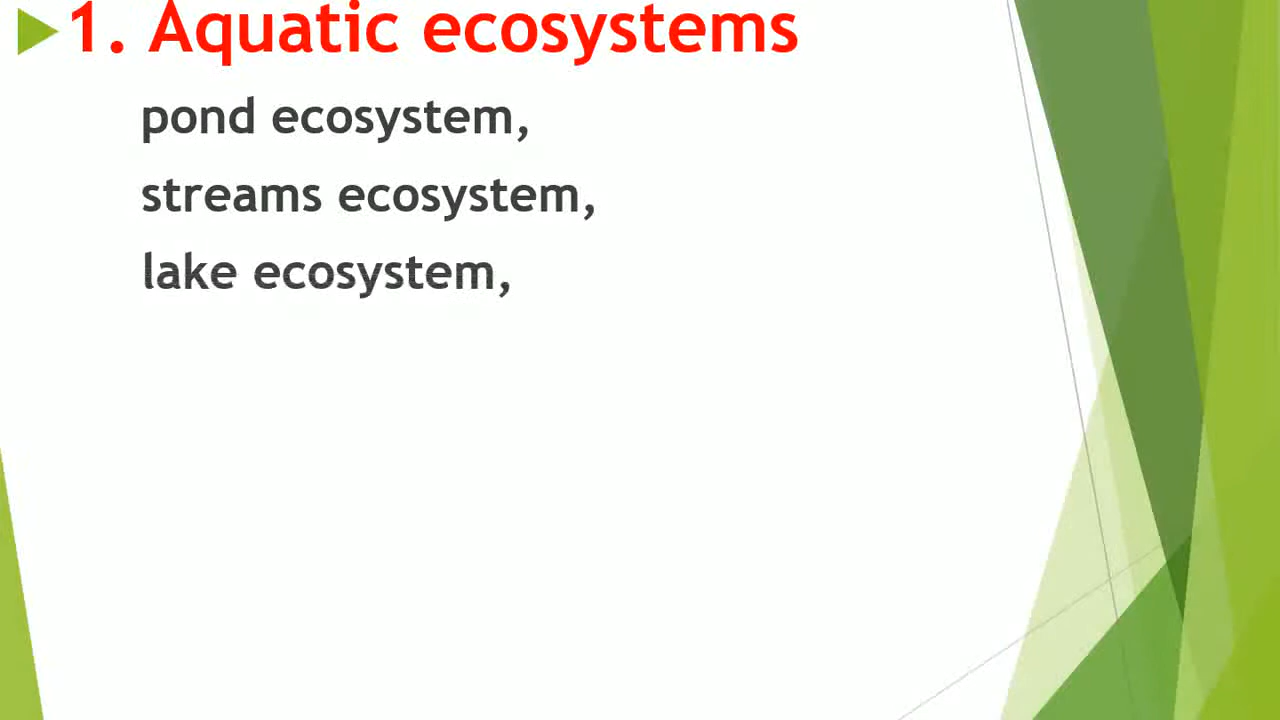 1. Aquatic ecosystems
pond ecosystem,
streams ecosystem,
lake ecosystem,